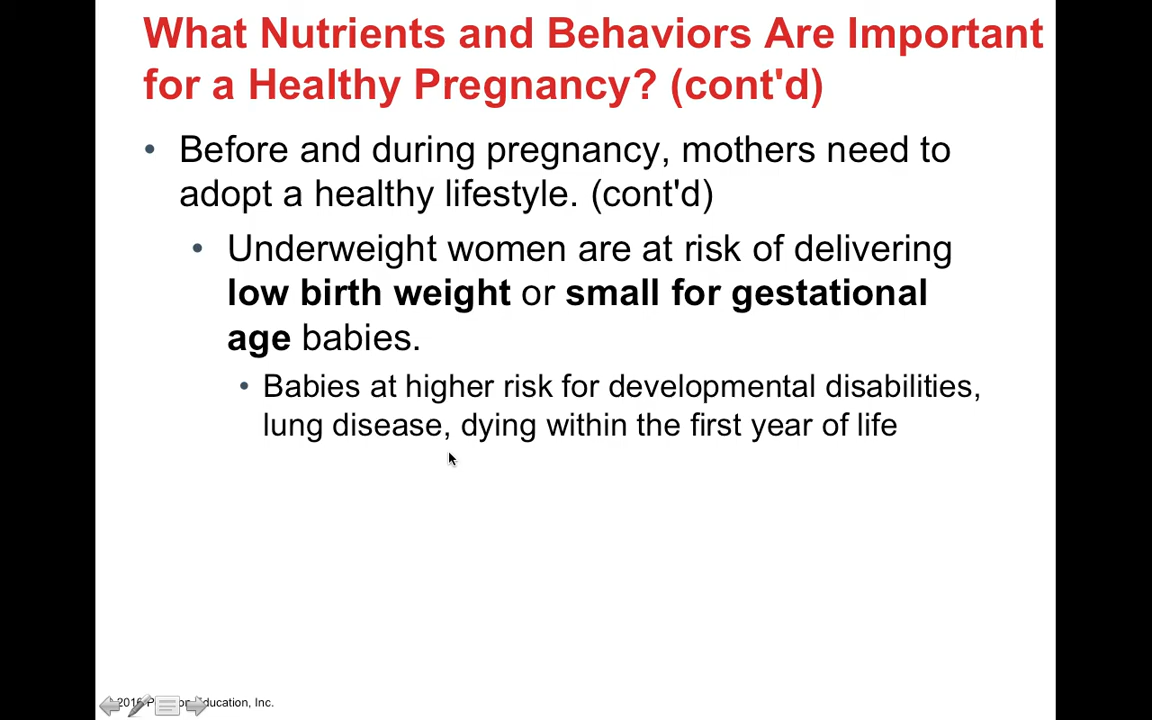 What Nutrients and Behaviors Are Important
for a Healthy Pregnancy? (cont'd)
• Before and during pregnancy, mothers need to
adopt a healthy lifestyle. (cont'd)
• Underweight women are at risk of delivering
low birth weight or small for gestational
age babies.
• Babies at higher risk for developmental disabilities,
lung disease, dying within the first year of life
2016 Education, Inc.